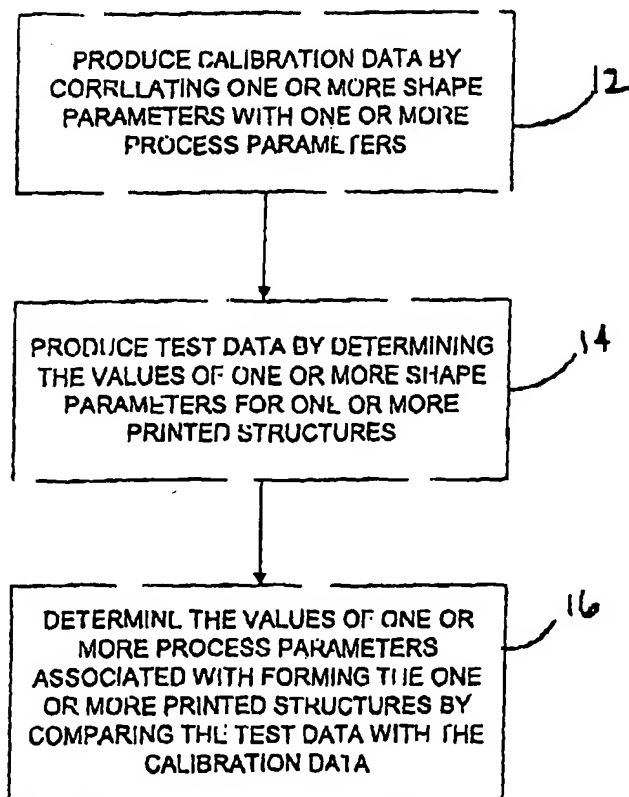 PRODUCE CALIBRATION DATA BY
CORRELATING ONE OR MORE SHAPE
PARAMETERS WITH ONE OR MORE
PROCESS PARAMETERS
12
PRODUCE TEST DATA BY DETERMINING
THE VALUES OF ONE OR MORE SHAPE
PARAMETERS FOR ONE OR MORE
PRINTED STRUCTURES
14
DETERMINE THE VALUES OF ONE OR
MORE PROCESS PARAMETERS
ASSOCIATED WITH FORMING THE ONE
OR MORE PRINTED STRUCTURES BY
COMPARING THE TEST DATA WITH THE
CALIBRATION DATA
16